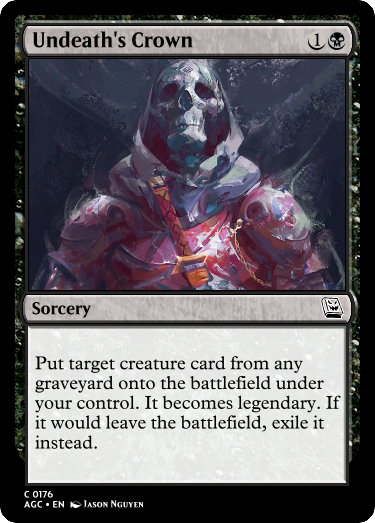 Undeath's Crown 1
Sorcery
Put target creature card from any
graveyard onto the battlefield under
your control. It becomes legendary. If
it would leave the battlefield, exile it
instead.
C 0176
AGC • EN Jason Nguyen